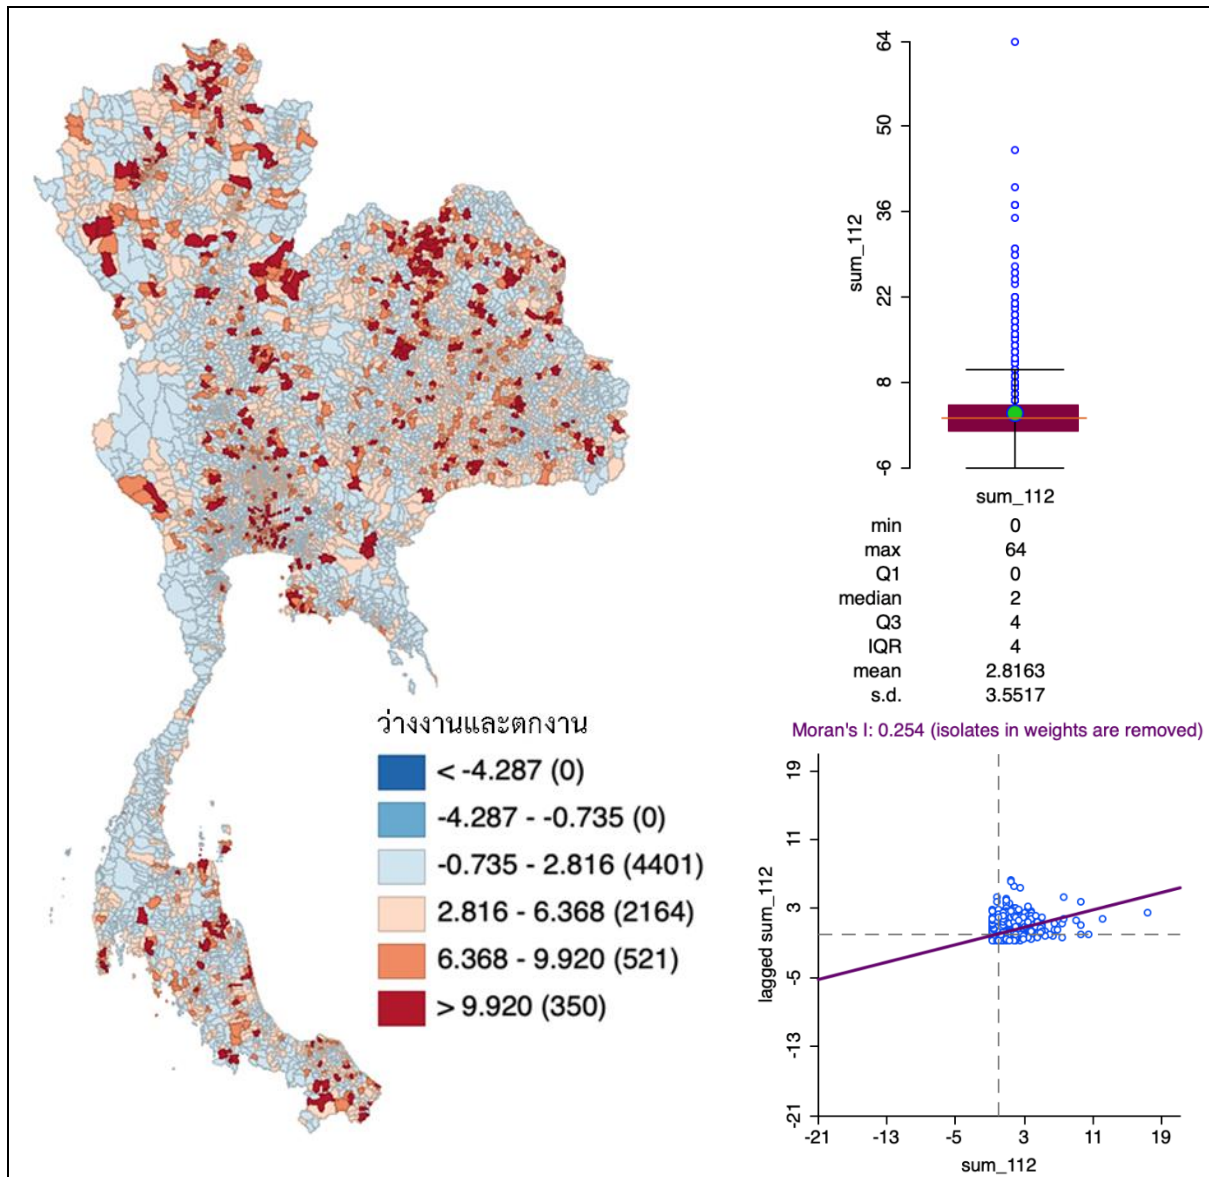 ว่างงานและตกงาน
< -4.287 (0)
-4.287 - -0.735 (0)
-0.735 - 2.816 (4401)
2.816 - 6.368 (2164)
6.368 - 9.920 (521)
> 9.920 (350)
64
50
36
22
8
-6
sum_112
sum_112
min 0
max 64
Q1 0
median 2
Q3 4
IQR 4
mean 2.8163
s.d. 3.5517
Moran's I: 0.254 (isolates in weights are removed)
19
11
3
-5
-13
-21
lagged sum_112
-21 -13 -5 3 11 19
sum_112